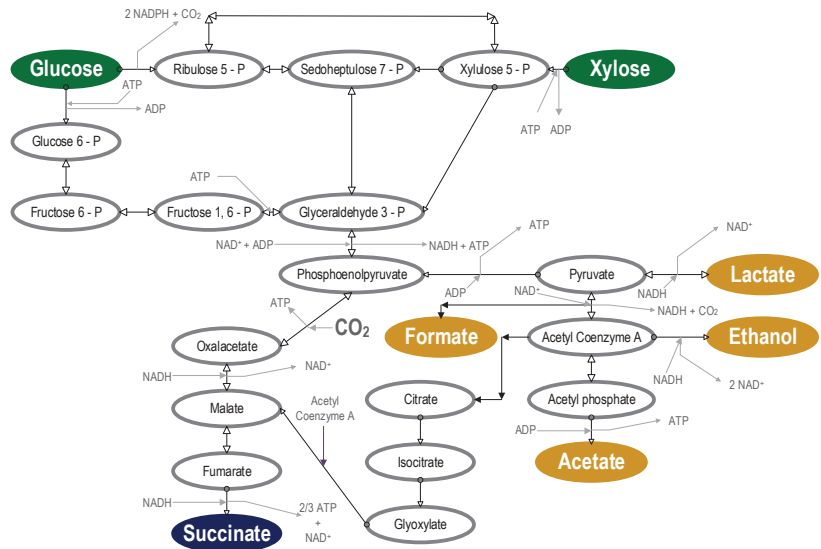 2 NADPH + CO₂
Glucose
Ribulose 5 - P
Sedoheptulose 7 - P
Xylulose 5 - P
Xylose
ATP
ADP
ATP
ADP
Glucose 6 - P
ATP
Fructose 6 - P
Fructose 1, 6 - P
Glyceraldehyde 3 - P
NAD⁺ + ADP
NADH + ATP
ATP
NAD⁺
Phosphoenolpyruvate
Pyruvate
Lactate
ADP
NAD⁺
NADH
ATP
CO₂
NADH + CO₂
Formate
Acetyl Coenzyme A
Ethanol
Oxalacetate
NADH
NAD⁺
NADH
2 NAD⁺
Malate
Acetyl
Coenzyme A
Citrate
Acetyl phosphate
ADP
ATP
Fumarate
Isocitrate
Acetate
NADH
2/3 ATP
+
NAD⁺
Succinate
Glyoxylate